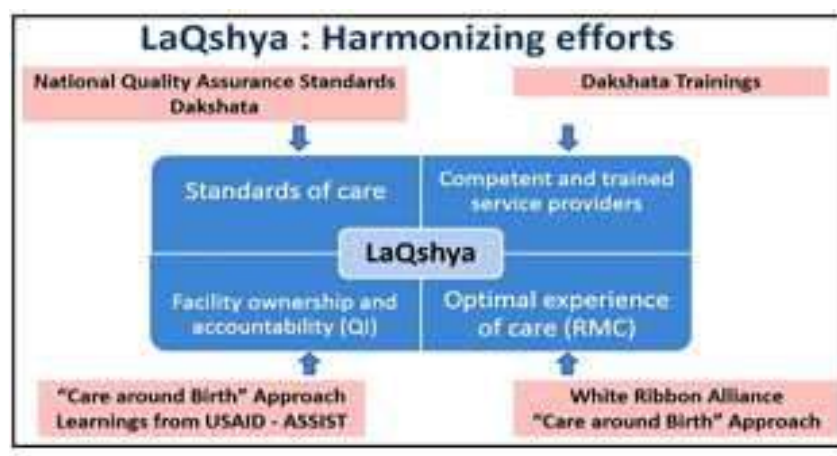 LaQshya : Harmonizing efforts
National Quality Assurance Standards
Dakshata
Dakshata Trainings
Standards of care
Competent and trained
service providers
LaQshya
Facility ownership and
accountability (QI)
Optimal experience
of care (RMC)
"Care around Birth" Approach
Learnings from USAID - ASSIST
White Ribbon Alliance
"Care around Birth" Approach